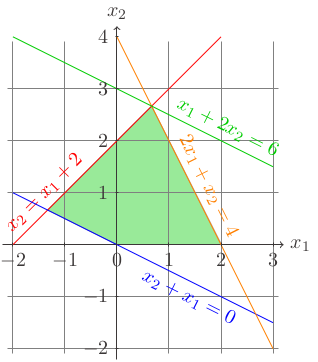 x₂
4
3
2
1
−1
−2
−2
−1
0
1
2
3
x₁
x₁ + 2x₂ = 6
2x₁ + x₂ = 4
x₂ = x₁ + 2
x₂ + x₁ = 0